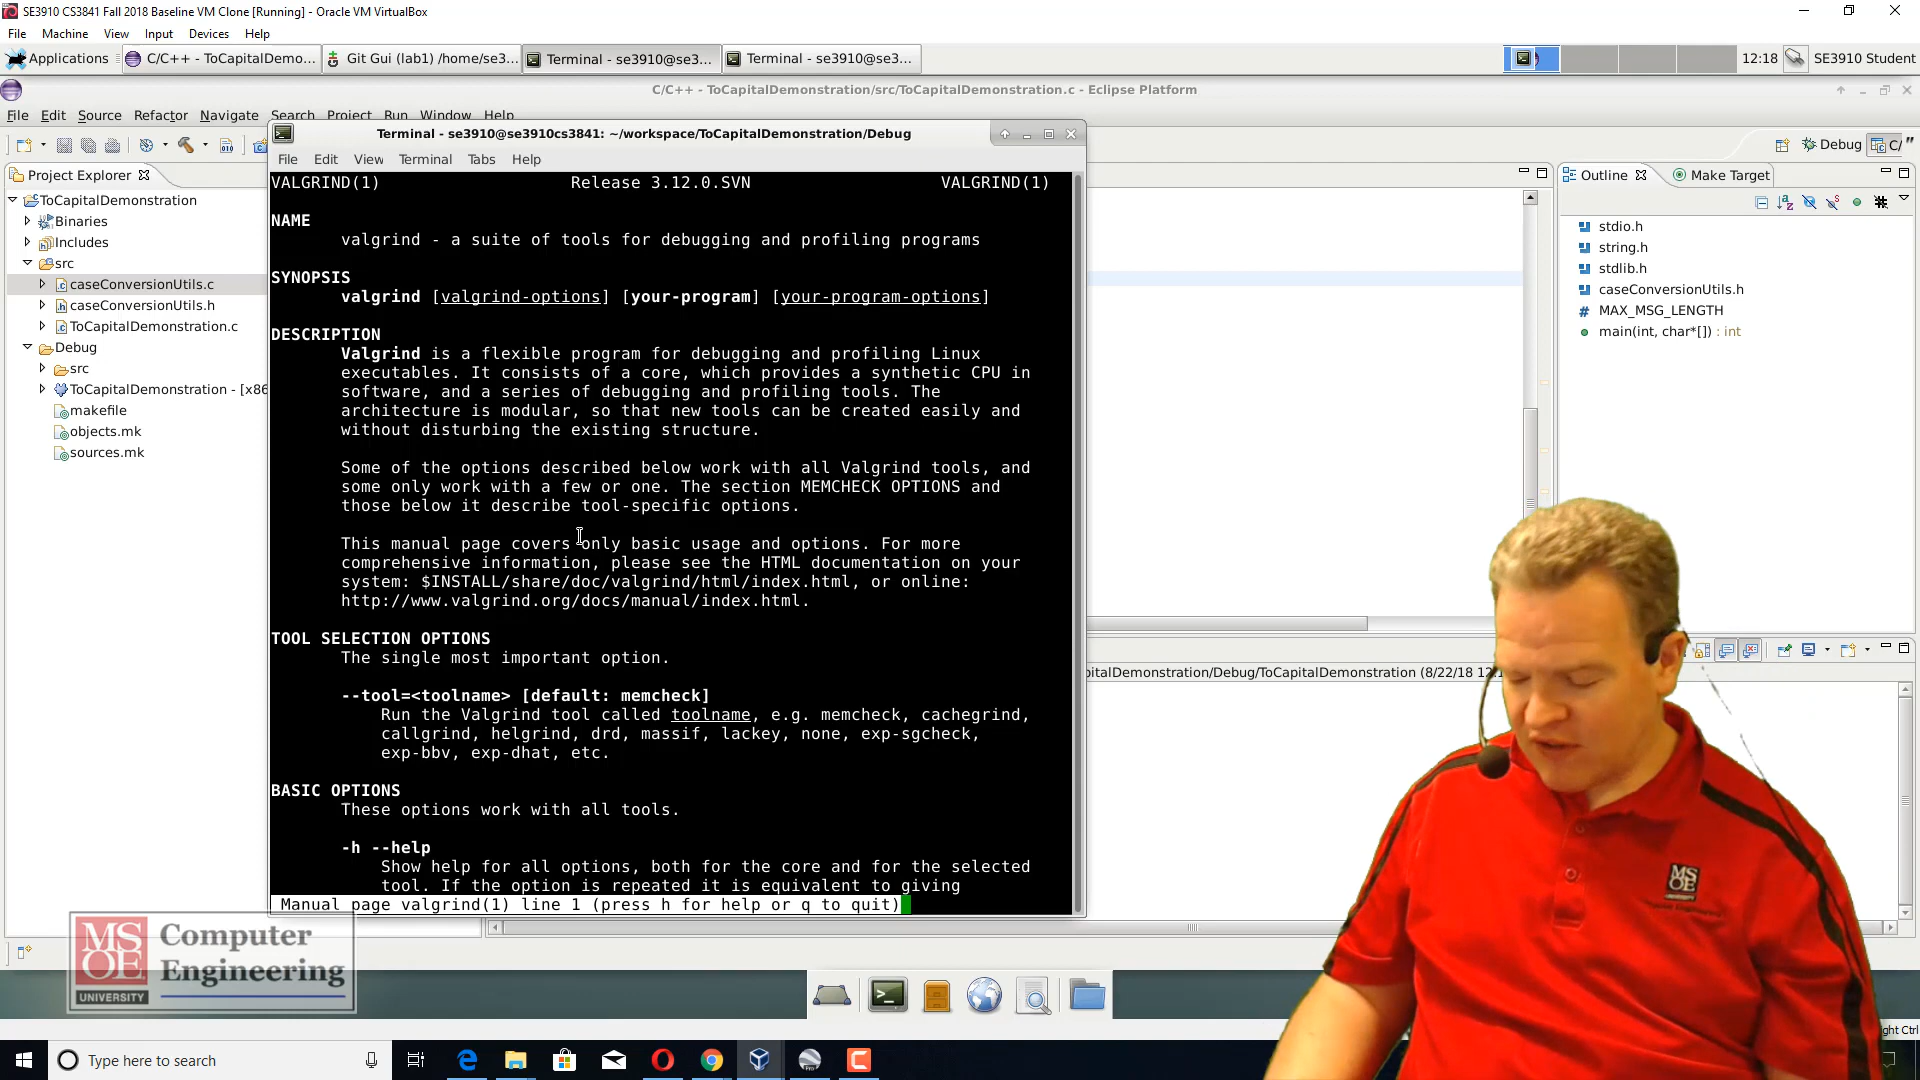 SE3910 CS3841 Fall 2018 Baseline VM Clone [Running] - Oracle VM VirtualBox
File Machine View Input Devices Help
Applications C/C++ - ToCapitalDemo... Git Gui (lab1) /home/se3... Terminal - se3910@se3... Terminal - se3910@se3... 12:18 SE3910 Student
C/C++ - ToCapitalDemonstration/src/ToCapitalDemonstration.c - Eclipse Platform
File Edit Source Refactor Navigate Search Project Run Window Help
Terminal - se3910@se3910cs3841: ~/workspace/ToCapitalDemonstration/Debug
Debug C/
File Edit View Terminal Tabs Help
Project Explorer
ToCapitalDemonstration
Binaries
Includes
src
caseConversionUtils.c
caseConversionUtils.h
ToCapitalDemonstration.c
Debug
src
ToCapitalDemonstration - [x86
makefile
objects.mk
sources.mk
VALGRIND(1) Release 3.12.0.SVN VALGRIND(1)
NAME
valgrind - a suite of tools for debugging and profiling programs
SYNOPSIS
valgrind [valgrind-options] [your-program] [your-program-options]
DESCRIPTION
Valgrind is a flexible program for debugging and profiling Linux
executables. It consists of a core, which provides a synthetic CPU in
software, and a series of debugging and profiling tools. The
architecture is modular, so that new tools can be created easily and
without disturbing the existing structure.
Some of the options described below work with all Valgrind tools, and
some only work with a few or one. The section MEMCHECK OPTIONS and
those below it describe tool-specific options.
This manual page covers only basic usage and options. For more
comprehensive information, please see the HTML documentation on your
system: $INSTALL/share/doc/valgrind/html/index.html, or online:
http://www.valgrind.org/docs/manual/index.html.
TOOL SELECTION OPTIONS
The single most important option.
--tool=<toolname> [default: memcheck]
Run the Valgrind tool called toolname, e.g. memcheck, cachegrind,
callgrind, helgrind, drd, massif, lackey, none, exp-sgcheck,
exp-bbv, exp-dhat, etc.
BASIC OPTIONS
These options work with all tools.
-h --help
Show help for all options, both for the core and for the selected
tool. If the option is repeated it is equivalent to giving
Manual page valgrind(1) line 1 (press h for help or q to quit)
Outline Make Target
stdio.h
string.h
stdlib.h
caseConversionUtils.h
MAX_MSG_LENGTH
main(int, char*[]) : int
pitalDemonstration/Debug/ToCapitalDemonstration (8/22/18 12:1
MSOE
MS
OE
UNIVERSITY
Computer
Engineering
ght Ctrl
Type here to search